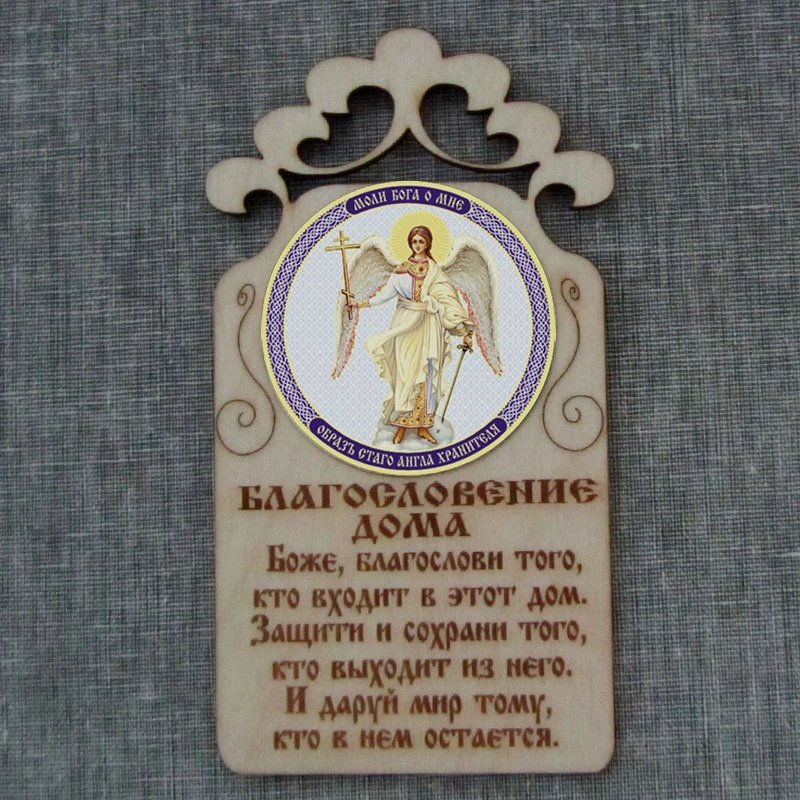 МОЛИ БОГА О МНЕ
ОБРАЗЪ СТАГО АНГЛА ХРАНИТЕЛЯ
БЛАГОСЛОВЕНИЕ
ДОМА
Боже, благослови того,
кто входит в этот дом.
Защити и сохрани того,
кто выходит из него.
И даруй мир тому,
кто в нем остается.